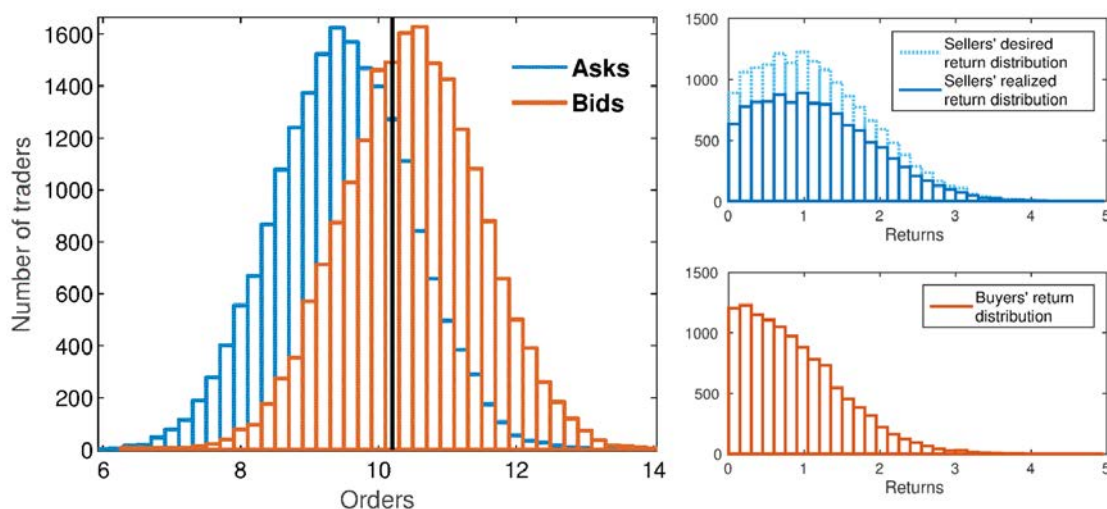 1600
1400
1200
1000
800
600
400
200
0
Number of traders
6 8 10 12 14
Orders
Asks
Bids
1500
1000
500
0
Sellers' desired
return distribution
Sellers' realized
return distribution
0 1 2 3 4 5
Returns
1500
1000
500
0
Buyers' return
distribution
0 1 2 3 4 5
Returns